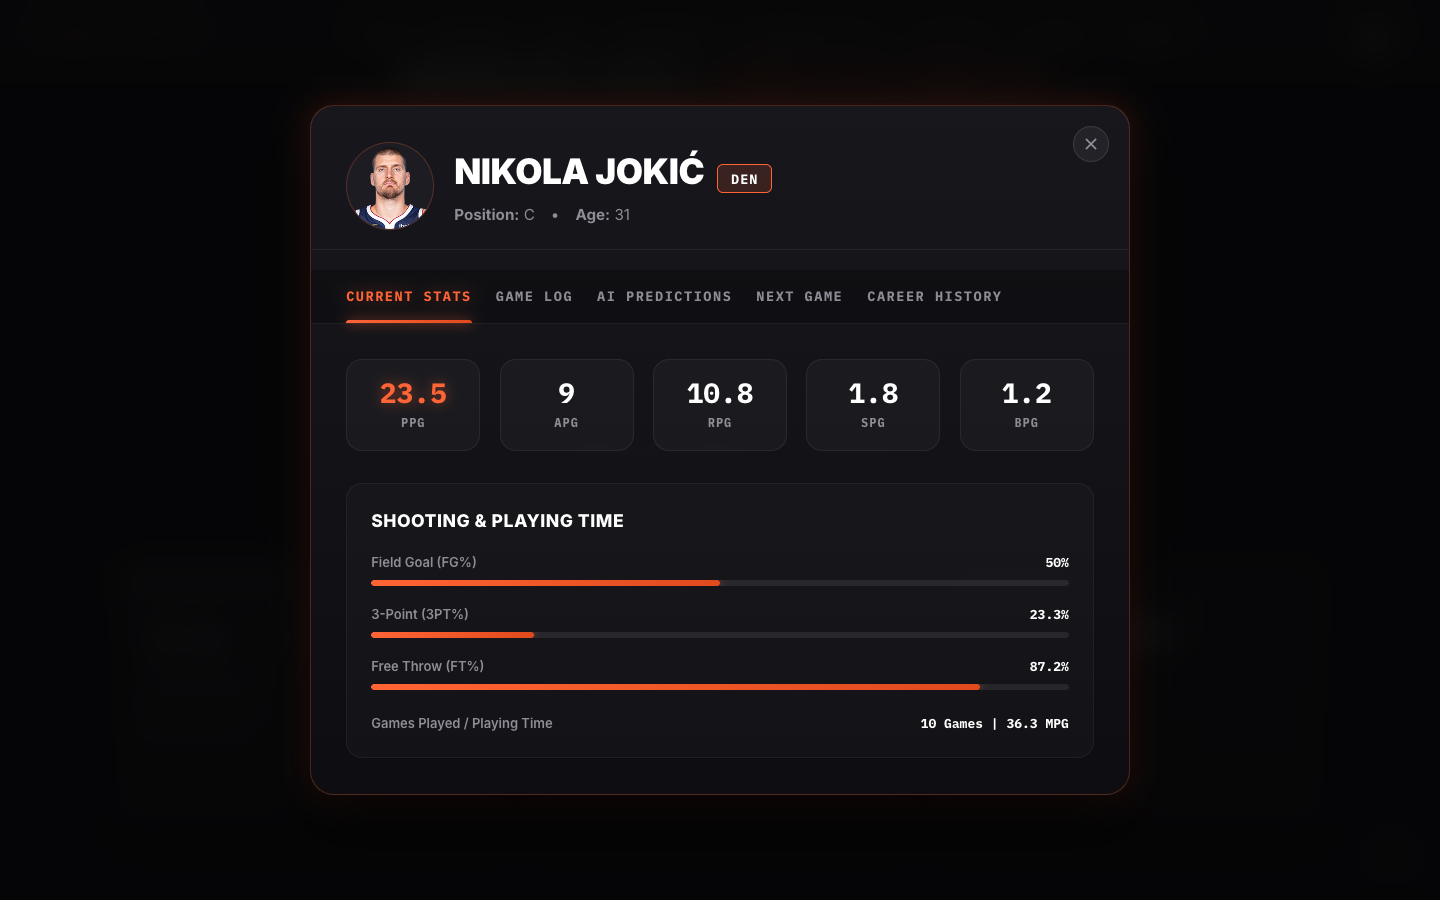 NIKOLA JOKIĆ DEN
Position: C • Age: 31
CURRENT STATS GAME LOG AI PREDICTIONS NEXT GAME CAREER HISTORY
23.5 9 10.8 1.8 1.2
PPG APG RPG SPG BPG
SHOOTING & PLAYING TIME
Field Goal (FG%) 50%
3-Point (3PT%) 23.3%
Free Throw (FT%) 87.2%
Games Played / Playing Time 10 Games | 36.3 MPG